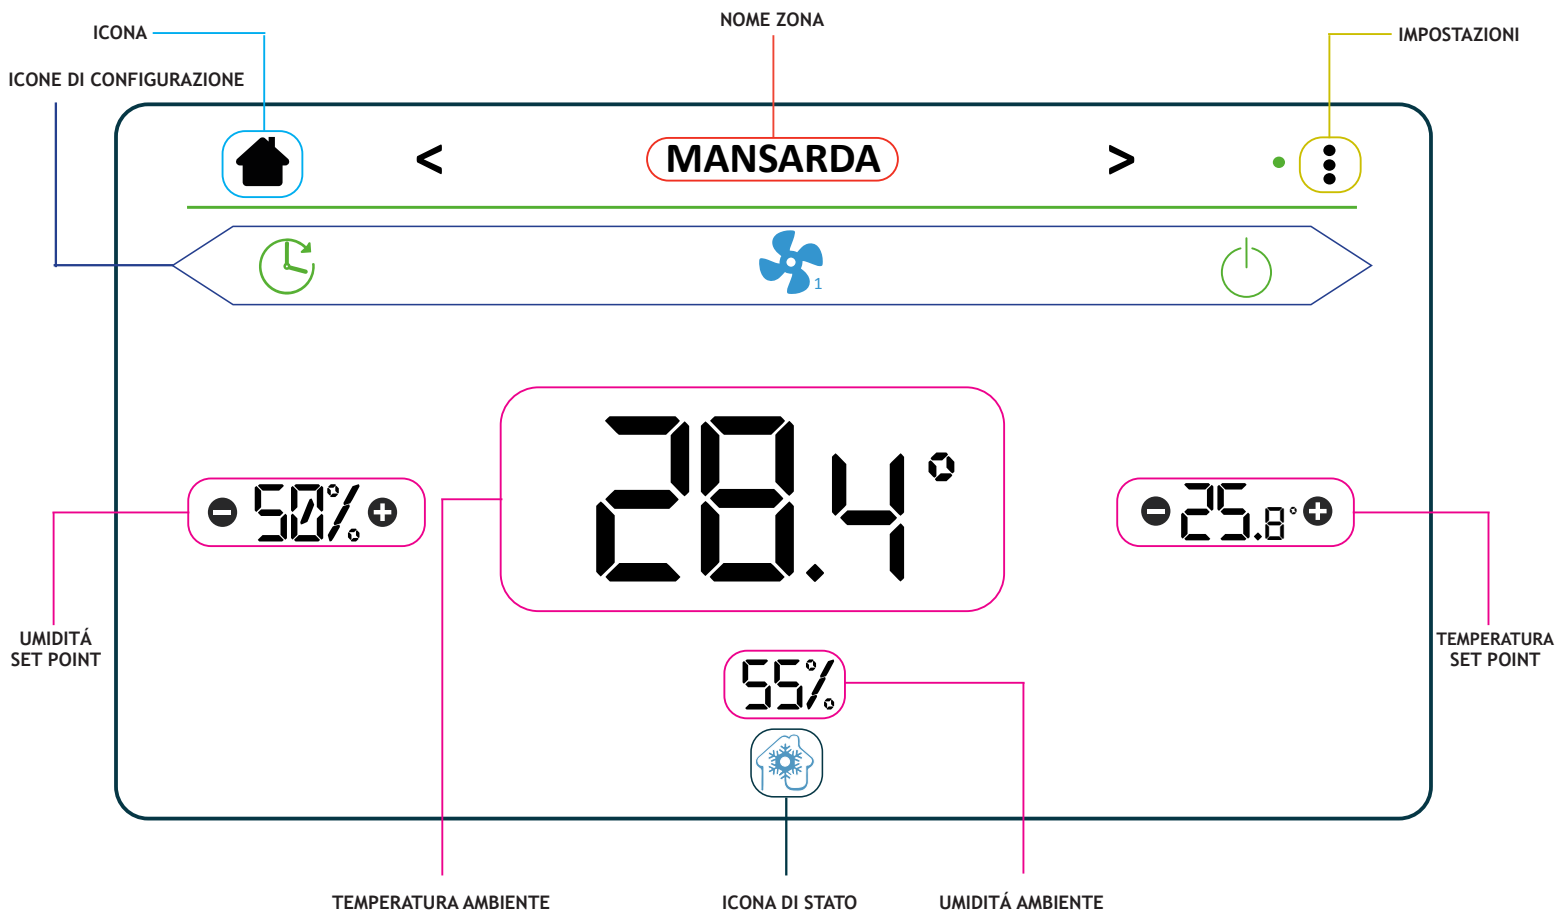 NOME ZONA
ICONA
IMPOSTAZIONI
ICONE DI CONFIGURAZIONE
< MANSARDA >
1
28.4°
50%
25.8°
UMIDITÁ
SET POINT
TEMPERATURA
SET POINT
55%
TEMPERATURA AMBIENTE
ICONA DI STATO
UMIDITÁ AMBIENTE